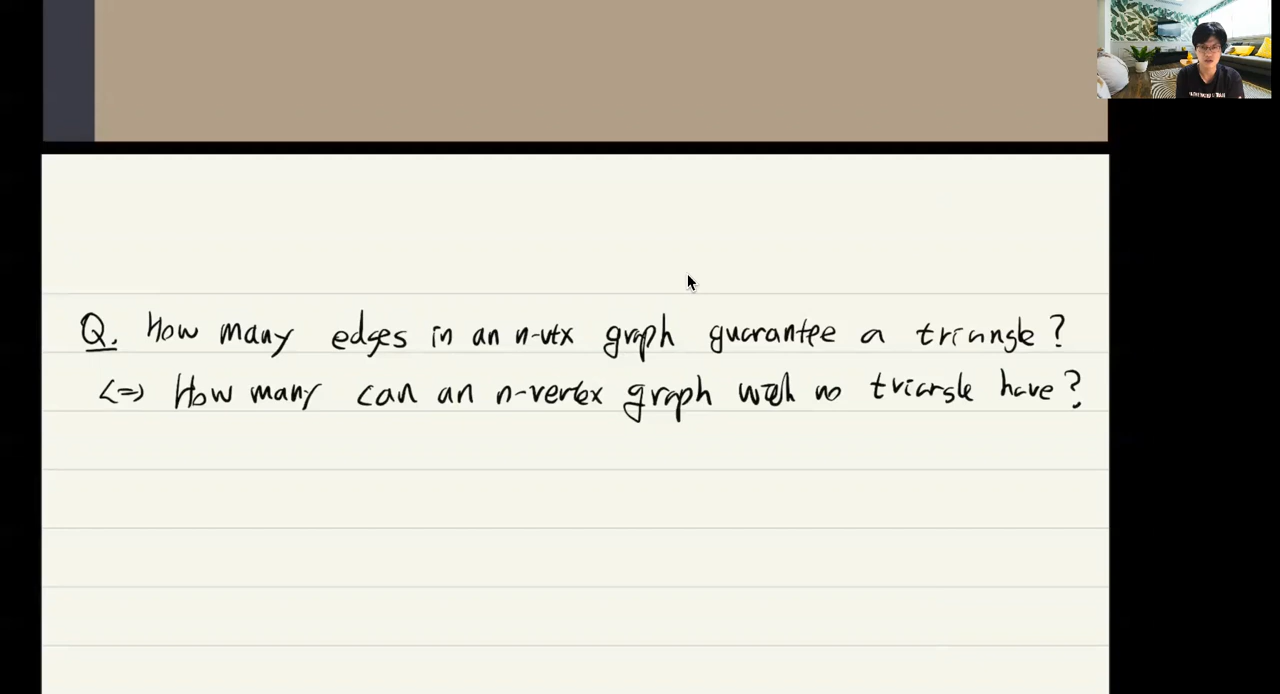 Q. How many edges in an n-vtx graph guarantee a triangle?
<=> How many can an n-vertex graph with no triangle have?